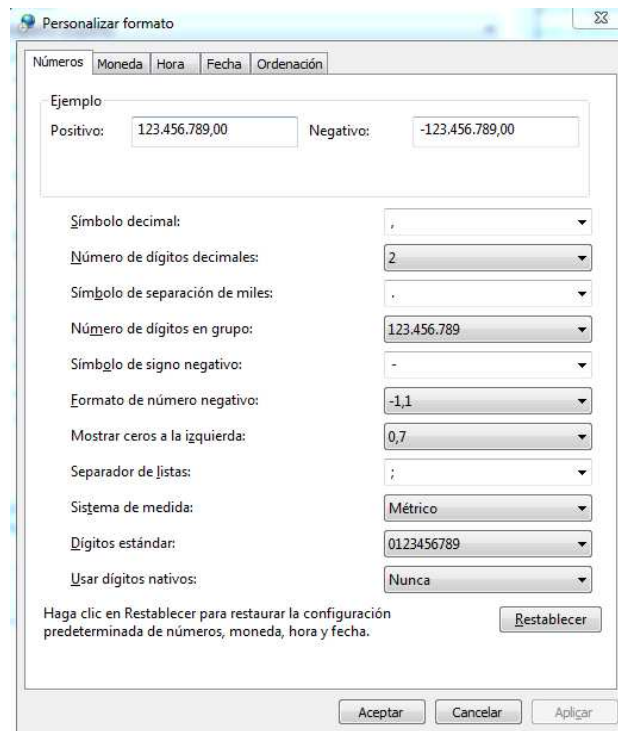 Personalizar formato
Números Moneda Hora Fecha Ordenación
Ejemplo
Positivo: 123.456.789,00 Negativo: -123.456.789,00
Símbolo decimal: ,
Número de dígitos decimales: 2
Símbolo de separación de miles: .
Número de dígitos en grupo: 123.456.789
Símbolo de signo negativo: -
Formato de número negativo: -1,1
Mostrar ceros a la izquierda: 0,7
Separador de listas: ;
Sistema de medida: Métrico
Dígitos estándar: 0123456789
Usar dígitos nativos: Nunca
Haga clic en Restablecer para restaurar la configuración
predeterminada de números, moneda, hora y fecha.
Restablecer
Aceptar Cancelar Aplicar